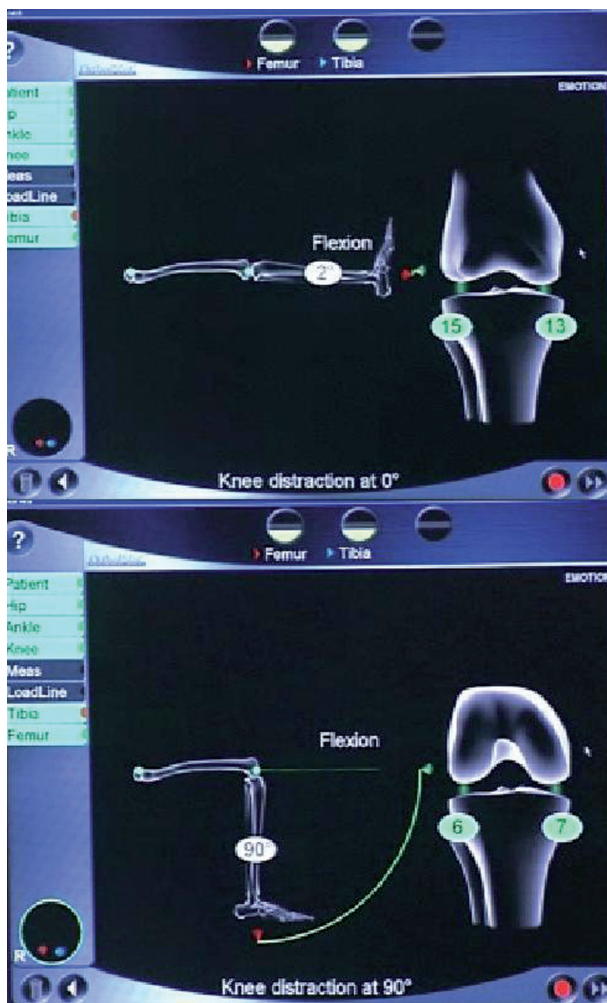 ?
Femur Tibia
EMOTION
atient
ip
nkle
nee
eas
oadLine
ibia
emur
Flexion
2°
15 13
R
Knee distraction at 0°
?
Femur Tibia
EMOTION
Patient
Hip
Ankle
Knee
Meas
LoadLine
Tibia
Femur
Flexion
90°
6 7
R
Knee distraction at 90°